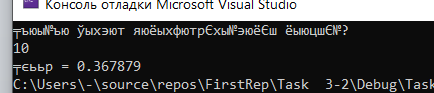 Консоль отладки Microsoft Visual Studio
╤ъюы№ъю ўыхэют яюёыхфютрЄхы№эюёЄш ёыюцшЄ№?
10
╤єььр = 0.367879
C:\Users\-\source\repos\FirstRep\Task 3-2\Debug\Task